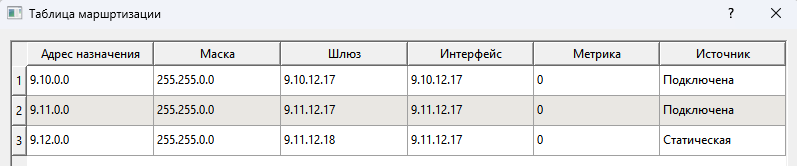 Таблица маршртизации
Адрес назначения Маска Шлюз Интерфейс Метрика Источник
1 9.10.0.0 255.255.0.0 9.10.12.17 9.10.12.17 0 Подключена
2 9.11.0.0 255.255.0.0 9.11.12.17 9.11.12.17 0 Подключена
3 9.12.0.0 255.255.0.0 9.11.12.18 9.11.12.17 0 Статическая